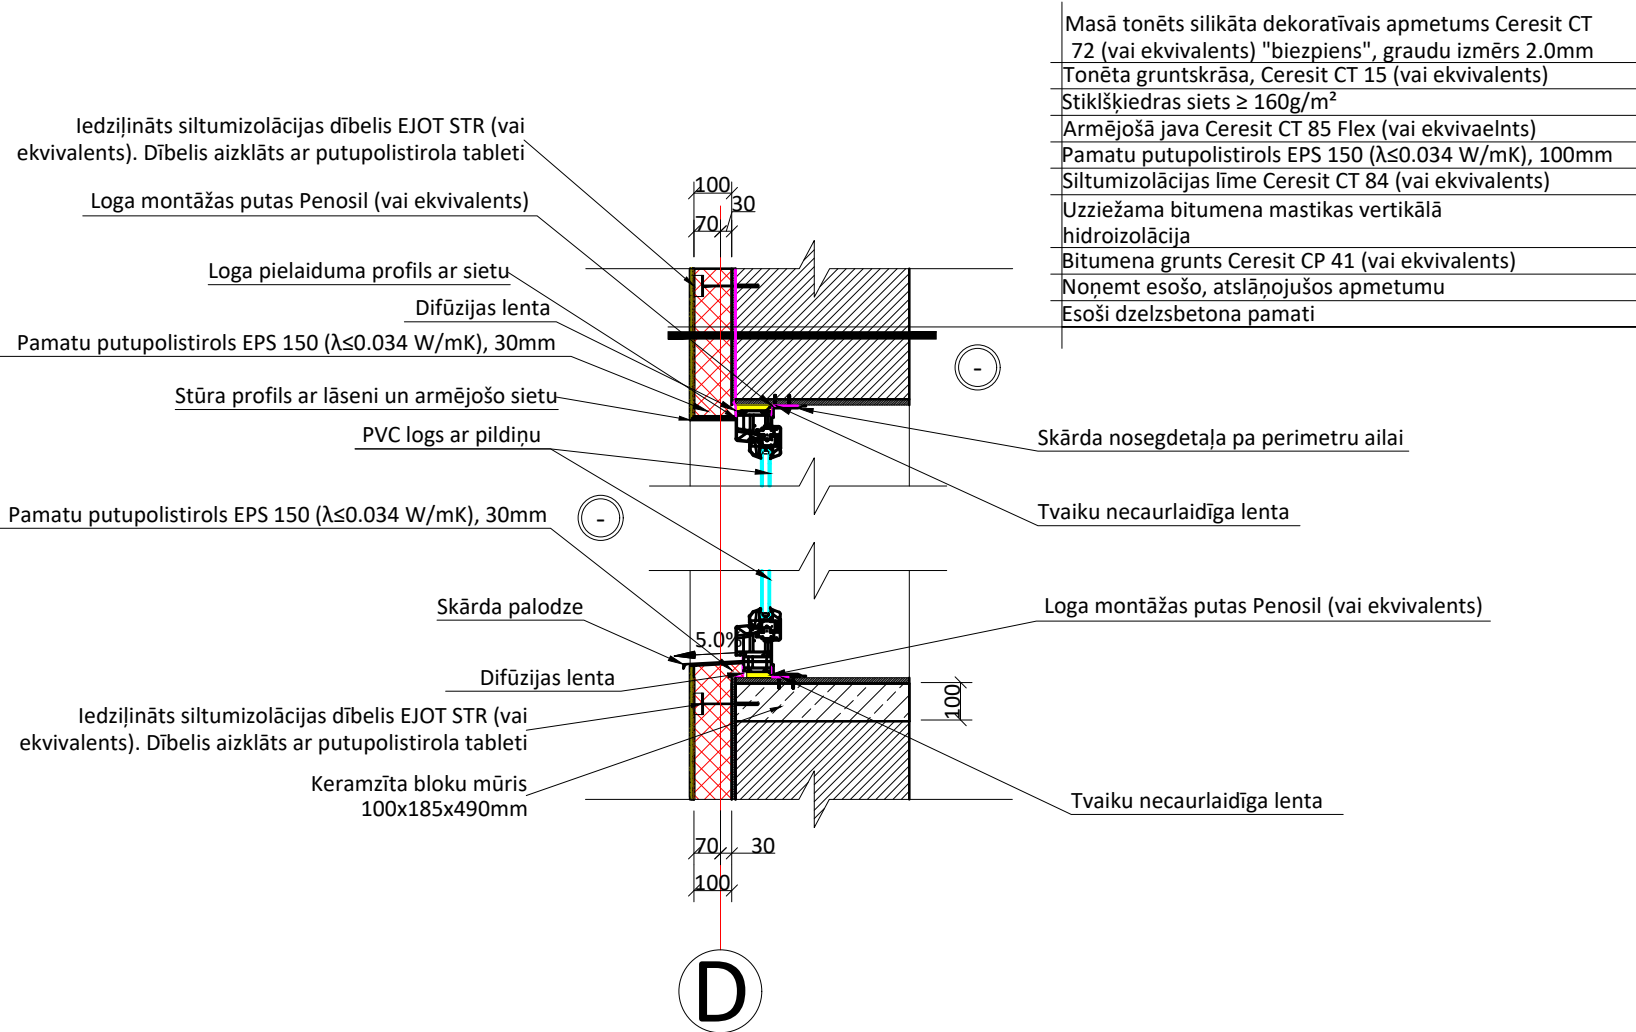 Masā tonēts silikāta dekoratīvais apmetums Ceresit CT
72 (vai ekvivalents) "biezpiens", graudu izmērs 2.0mm
Tonēta gruntskrāsa, Ceresit CT 15 (vai ekvivalents)
Stiklšķiedras siets ≥ 160g/m²
Armējošā java Ceresit CT 85 Flex (vai ekvivaelnts)
Pamatu putupolistirols EPS 150 (λ≤0.034 W/mK), 100mm
Siltumizolācijas līme Ceresit CT 84 (vai ekvivalents)
Uzziežama bitumena mastikas vertikālā
hidroizolācija
Bitumena grunts Ceresit CP 41 (vai ekvivalents)
Noņemt esošo, atslāņojušos apmetumu
Esoši dzelzsbetona pamati
Iedziļināts siltumizolācijas dībelis EJOT STR (vai
ekvivalents). Dībelis aizklāts ar putupolistirola tableti
Loga montāžas putas Penosil (vai ekvivalents)
100
30
70
Loga pielaiduma profils ar sietu
Difūzijas lenta
Pamatu putupolistirols EPS 150 (λ≤0.034 W/mK), 30mm
-
Stūra profils ar lāseni un armējošo sietu
PVC logs ar pildiņu
Skārda nosegdetaļa pa perimetru ailai
Pamatu putupolistirols EPS 150 (λ≤0.034 W/mK), 30mm
-
Tvaiku necaurlaidīga lenta
Skārda palodze
Loga montāžas putas Penosil (vai ekvivalents)
5.0%
Difūzijas lenta
100
Iedziļināts siltumizolācijas dībelis EJOT STR (vai
ekvivalents). Dībelis aizklāts ar putupolistirola tableti
Keramzīta bloku mūris
100x185x490mm
Tvaiku necaurlaidīga lenta
70
30
100
D